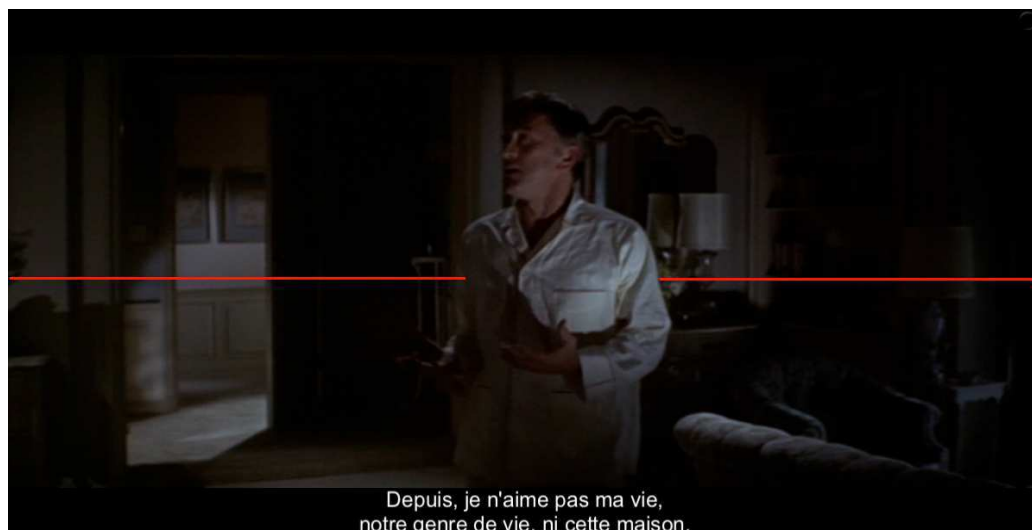 Depuis, je n'aime pas ma vie,
notre genre de vie, ni cette maison.